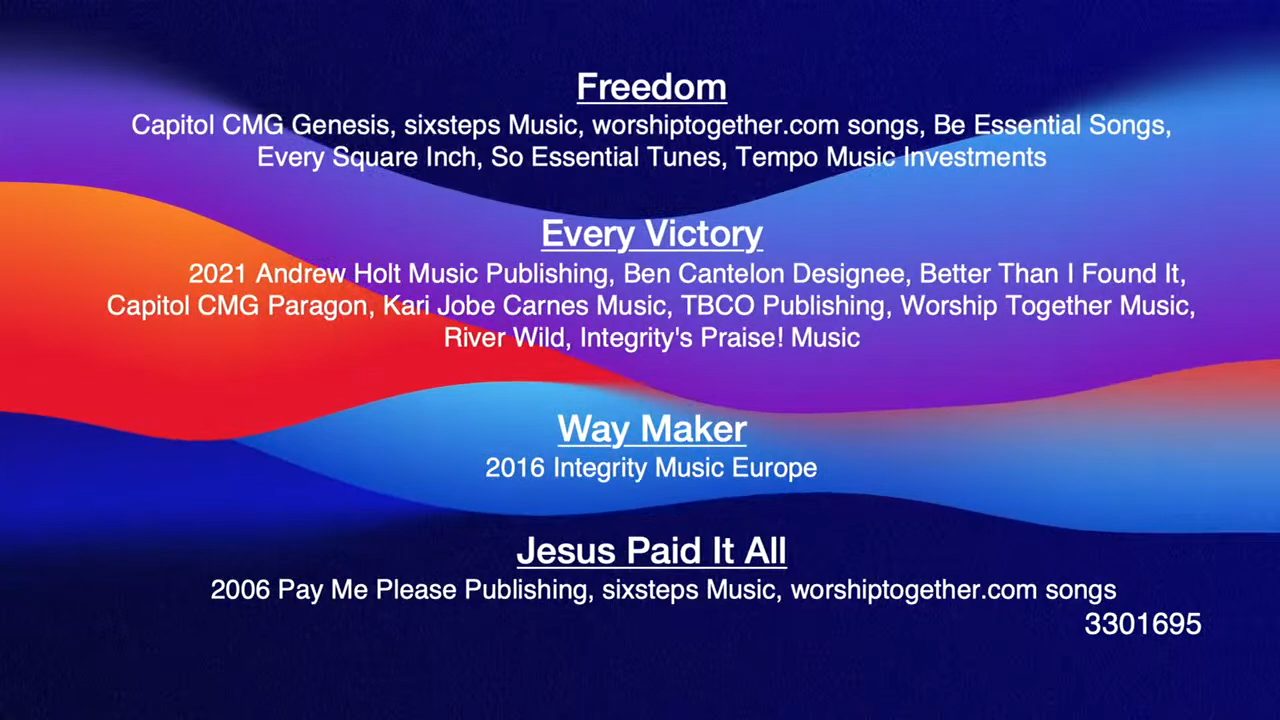 Freedom
Capitol CMG Genesis, sixsteps Music, worshiptogether.com songs, Be Essential Songs,
Every Square Inch, So Essential Tunes, Tempo Music Investments
Every Victory
2021 Andrew Holt Music Publishing, Ben Cantelon Designee, Better Than I Found It,
Capitol CMG Paragon, Kari Jobe Carnes Music, TBCO Publishing, Worship Together Music,
River Wild, Integrity's Praise! Music
Way Maker
2016 Integrity Music Europe
Jesus Paid It All
2006 Pay Me Please Publishing, sixsteps Music, worshiptogether.com songs
3301695